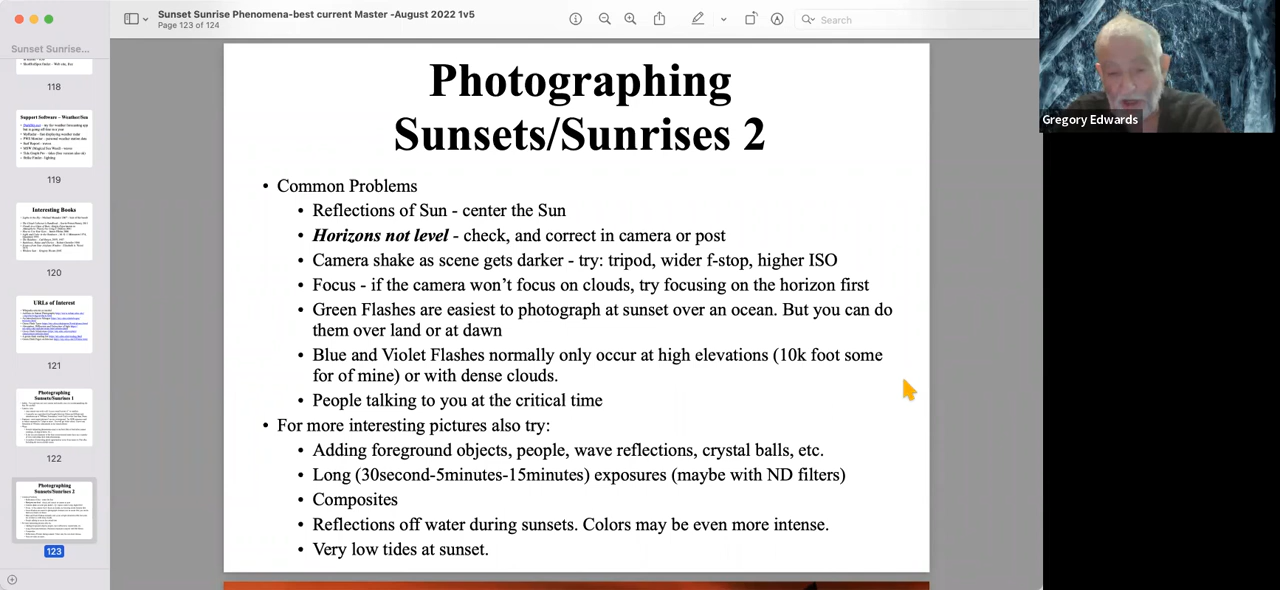 Sunset Sunrise Phenomena-best current Master -August 2022 1v5
Page 123 of 124
Search
Sunset Sunrise...
118
Support Software – Weather/Sun
119
Interesting Books
120
URLs of Interest
121
Photographing
Sunsets/Sunrises 1
122
Photographing
Sunsets/Sunrises 2
123
Photographing
Sunsets/Sunrises 2
• Common Problems
• Reflections of Sun - center the Sun
• Horizons not level - check, and correct in camera or post
• Camera shake as scene gets darker - try: tripod, wider f-stop, higher ISO
• Focus - if the camera won't focus on clouds, try focusing on the horizon first
• Green Flashes are easiest to photograph at sunset over an ocean. But you can do
them over land or at dawn
• Blue and Violet Flashes normally only occur at high elevations (10k foot some
for of mine) or with dense clouds.
• People talking to you at the critical time
• For more interesting pictures also try:
• Adding foreground objects, people, wave reflections, crystal balls, etc.
• Long (30second-5minutes-15minutes) exposures (maybe with ND filters)
• Composites
• Reflections off water during sunsets. Colors may be even more intense.
• Very low tides at sunset.
Gregory Edwards